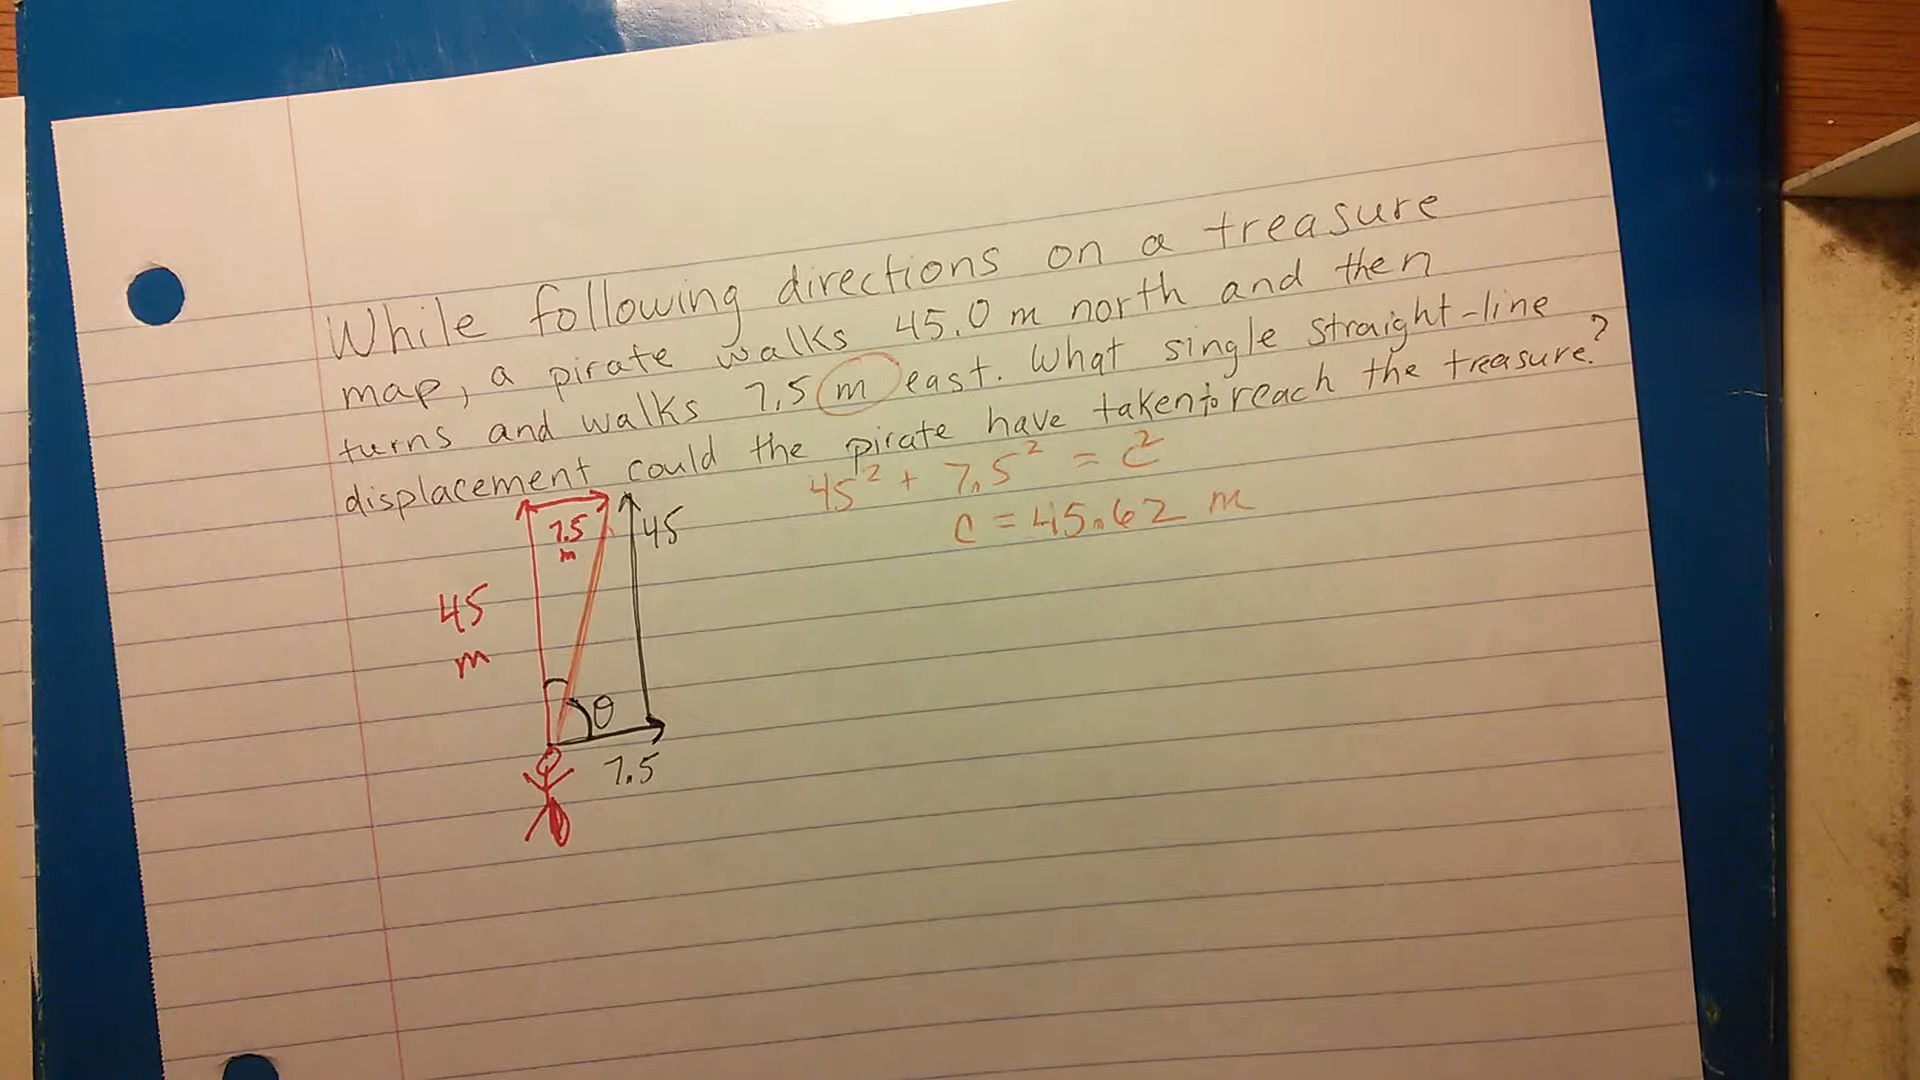 While following directions on a treasure
map, a pirate walks 45.0 m north and then
turns and walks 7.5 m east. What single straight-line
displacement could the pirate have taken to reach the treasure?
45² + 7.5² = c²
c = 45.62 m
7.5
m
45
45
m
θ
7.5